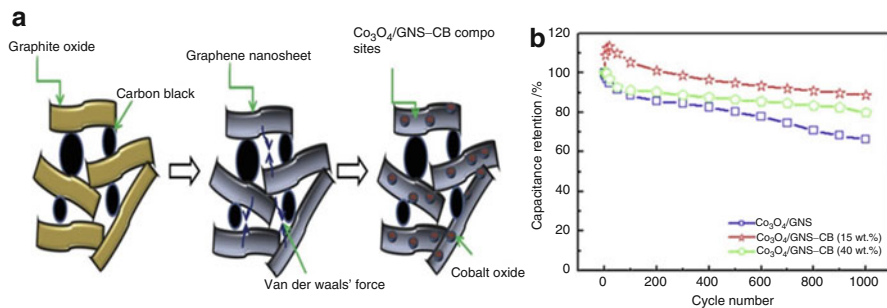 a
Graphite oxide
Carbon black
Graphene nanosheet
Van der waals' force
Co₃O₄/GNS–CB compo
sites
Cobalt oxide
b
Capacitance retention /%
120
100
80
60
40
20
0
0
200
400
600
800
1000
Cycle number
Co₃O₄/GNS
Co₃O₄/GNS–CB (15 wt.%)
Co₃O₄/GNS–CB (40 wt.%)